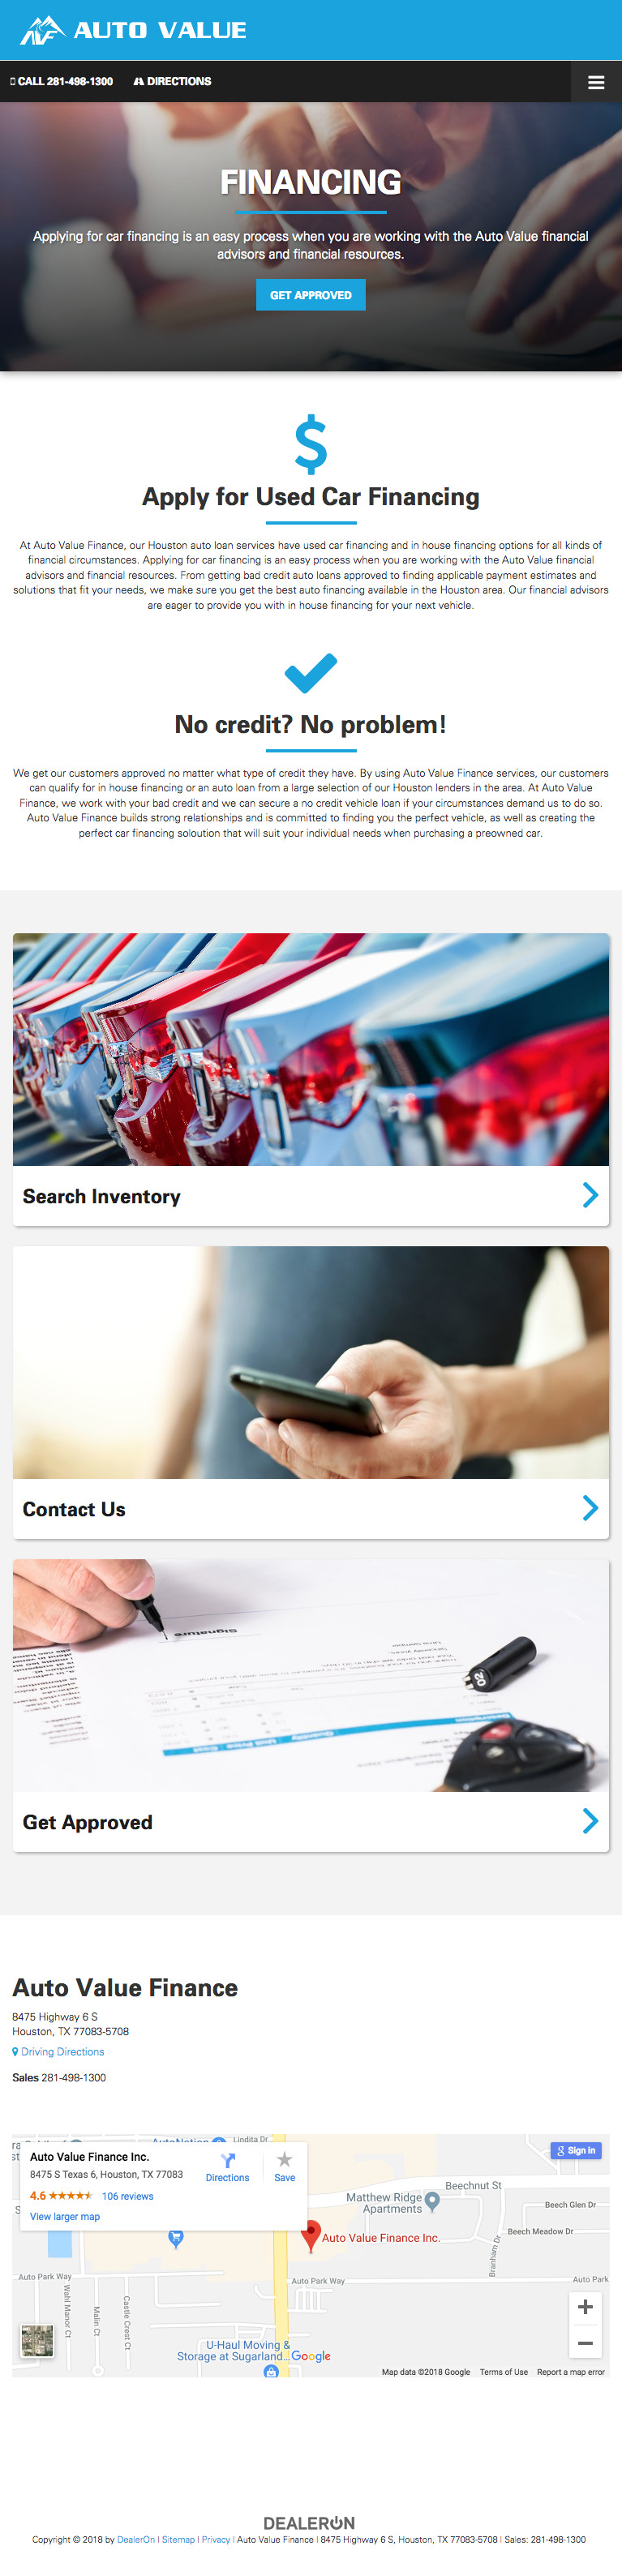 AUTO VALUE
CALL 281-498-1300 DIRECTIONS
FINANCING
Applying for car financing is an easy process when you are working with the Auto Value financial
advisors and financial resources.
GET APPROVED
Apply for Used Car Financing
At Auto Value Finance, our Houston auto loan services have used car financing and in house financing options for all kinds of
financial circumstances. Applying for car financing is an easy process when you are working with the Auto Value financial
advisors and financial resources. From getting bad credit auto loans approved to finding applicable payment estimates and
solutions that fit your needs, we make sure you get the best auto financing available in the Houston area. Our financial advisors
are eager to provide you with in house financing for your next vehicle.
No credit? No problem!
We get our customers approved no matter what type of credit they have. By using Auto Value Finance services, our customers
can qualify for in house financing or an auto loan from a large selection of our Houston lenders in the area. At Auto Value
Finance, we work with your bad credit and we can secure a no credit vehicle loan if your circumstances demand us to do so.
Auto Value Finance builds strong relationships and is committed to finding you the perfect vehicle, as well as creating the
perfect car financing soloution that will suit your individual needs when purchasing a preowned car.
Search Inventory
Contact Us
Signature
Get Approved
Auto Value Finance
8475 Highway 6 S
Houston, TX 77083-5708
Driving Directions
Sales 281-498-1300
Lindita Dr
Auto Value Finance Inc.
8475 S Texas 6, Houston, TX 77083
4.6 106 reviews
View larger map
Directions
Save
Sign in
Beechnut St
Matthew Ridge
Apartments
Beech Glen Dr
Beech Meadow Dr
Branham Dr
Auto Value Finance Inc.
Auto Park Way
Auto Park Way
Auto Park
Wahl Manor Ct
Malin Ct
Castle Crest Ct
U-Haul Moving &
Storage at Sugarland...
Google
Map data ©2018 Google Terms of Use Report a map error
DEALERON
Copyright © 2018 by DealerOn | Sitemap | Privacy | Auto Value Finance | 8475 Highway 6 S, Houston, TX 77083-5708 | Sales: 281-498-1300